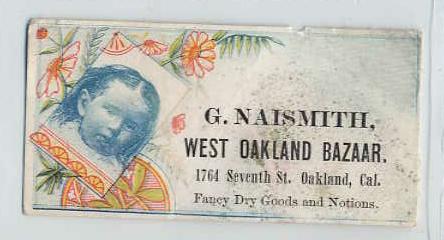 G. NAISMITH,
WEST OAKLAND BAZAAR.
1764 Seventh St. Oakland, Cal.
Fancy Dry Goods and Notions.